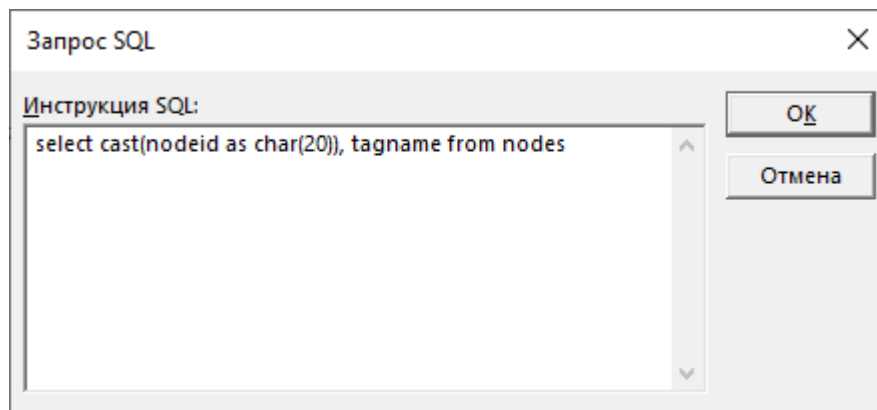 Запрос SQL
Инструкция SQL:
select cast(nodeid as char(20)), tagname from nodes
OK
Отмена